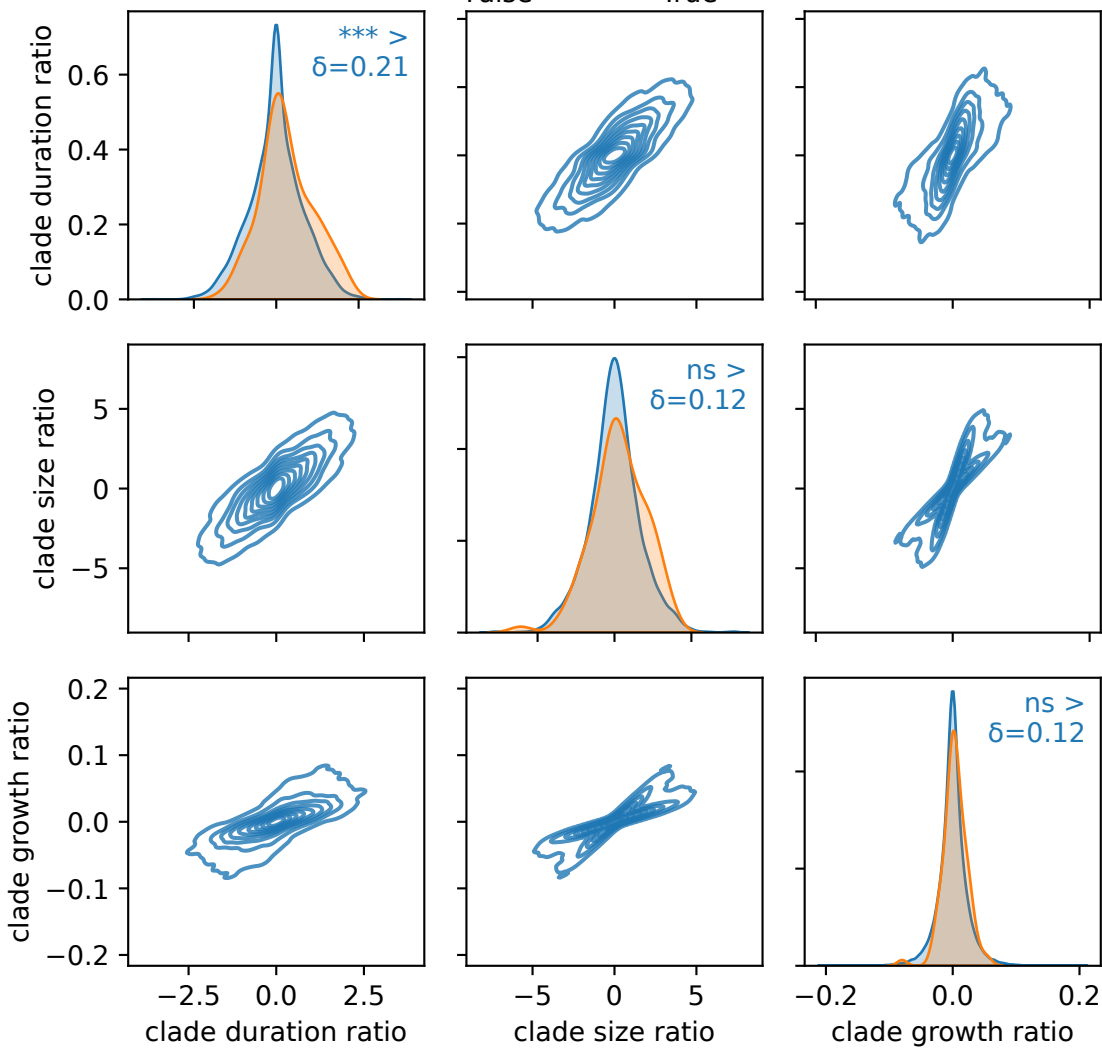 False True
clade duration ratio
0.6
0.4
0.2
0.0
*** >
δ=0.21
clade size ratio
5
0
−5
ns >
δ=0.12
clade growth ratio
0.2
0.1
0.0
−0.1
−0.2
ns >
δ=0.12
−2.5 0.0 2.5
−5 0 5
−0.2 0.0 0.2
clade duration ratio
clade size ratio
clade growth ratio